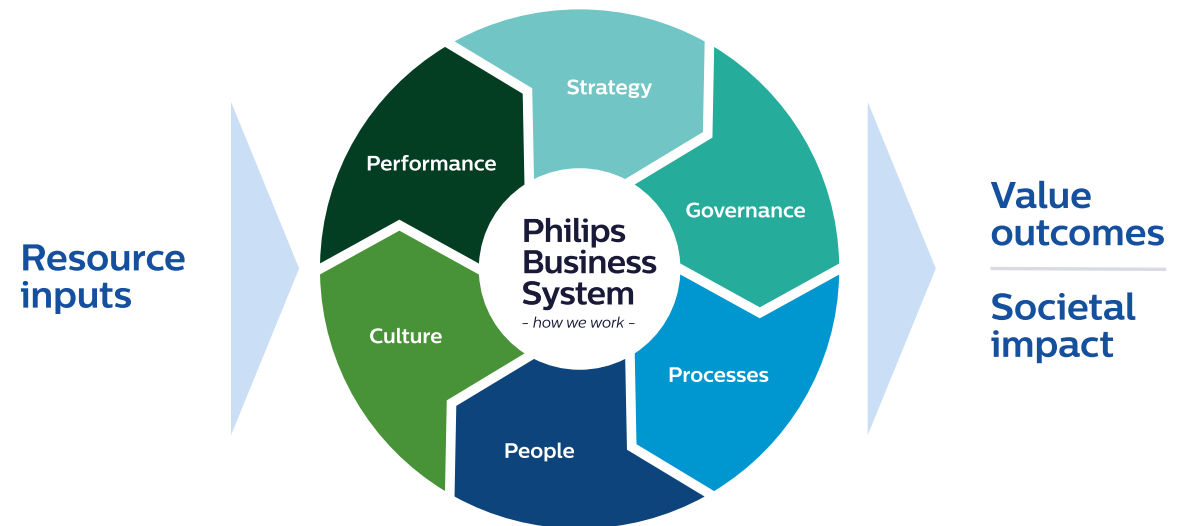 Resource
inputs
Strategy
Governance
Processes
People
Culture
Performance
Philips
Business
System
- how we work -
Value
outcomes
Societal
impact